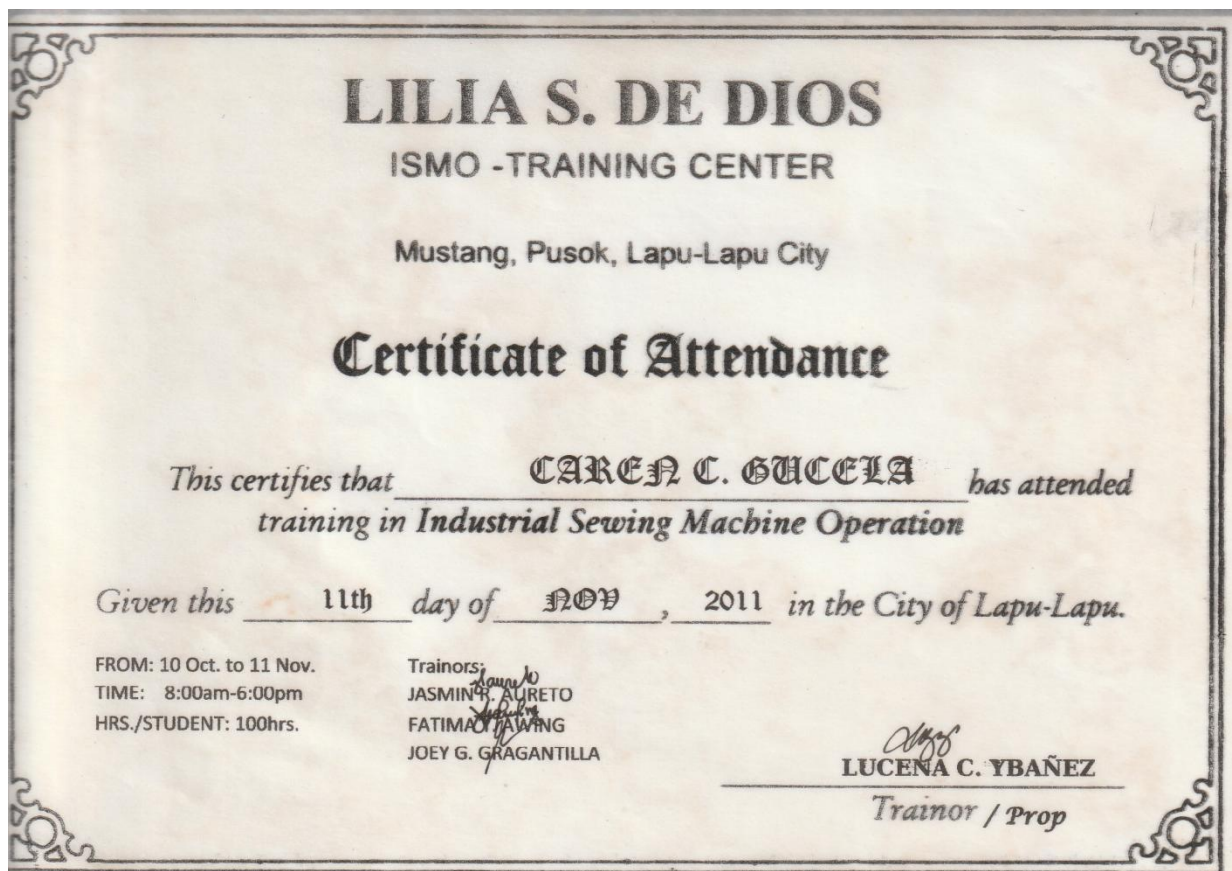 LILIA S. DE DIOS
ISMO -TRAINING CENTER
Mustang, Pusok, Lapu-Lapu City
Certificate of Attendance
This certifies that CAREN C. GUCELA has attended
training in Industrial Sewing Machine Operation
Given this 11th day of NOV , 2011 in the City of Lapu-Lapu.
FROM: 10 Oct. to 11 Nov.
TIME: 8:00am-6:00pm
HRS./STUDENT: 100hrs.
Trainors:
JASMIN R. AURETO
FATIMA LAWING
JOEY G. GRAGANTILLA
LUCENA C. YBAÑEZ
Trainor / Prop